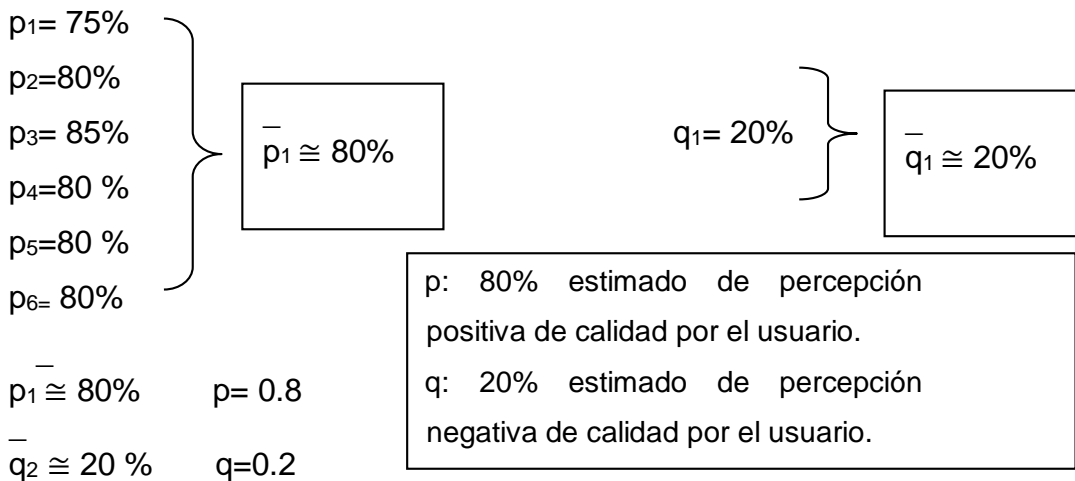 p₁= 75%
p₂=80%
p₃= 85%
p₄=80 %
p₅=80 %
p₆₌ 80%
p̅₁ ≅ 80%
q₁= 20%
q̅₁ ≅ 20%
p: 80% estimado de percepción
positiva de calidad por el usuario.
q: 20% estimado de percepción
negativa de calidad por el usuario.
p₁̅ ≅ 80% p= 0.8
q̅₂ ≅ 20 % q=0.2